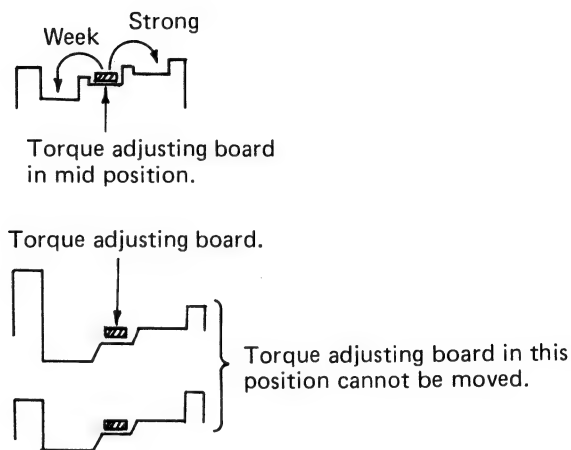 Strong
Week
Torque adjusting board
in mid position.
Torque adjusting board.
Torque adjusting board in this
position cannot be moved.